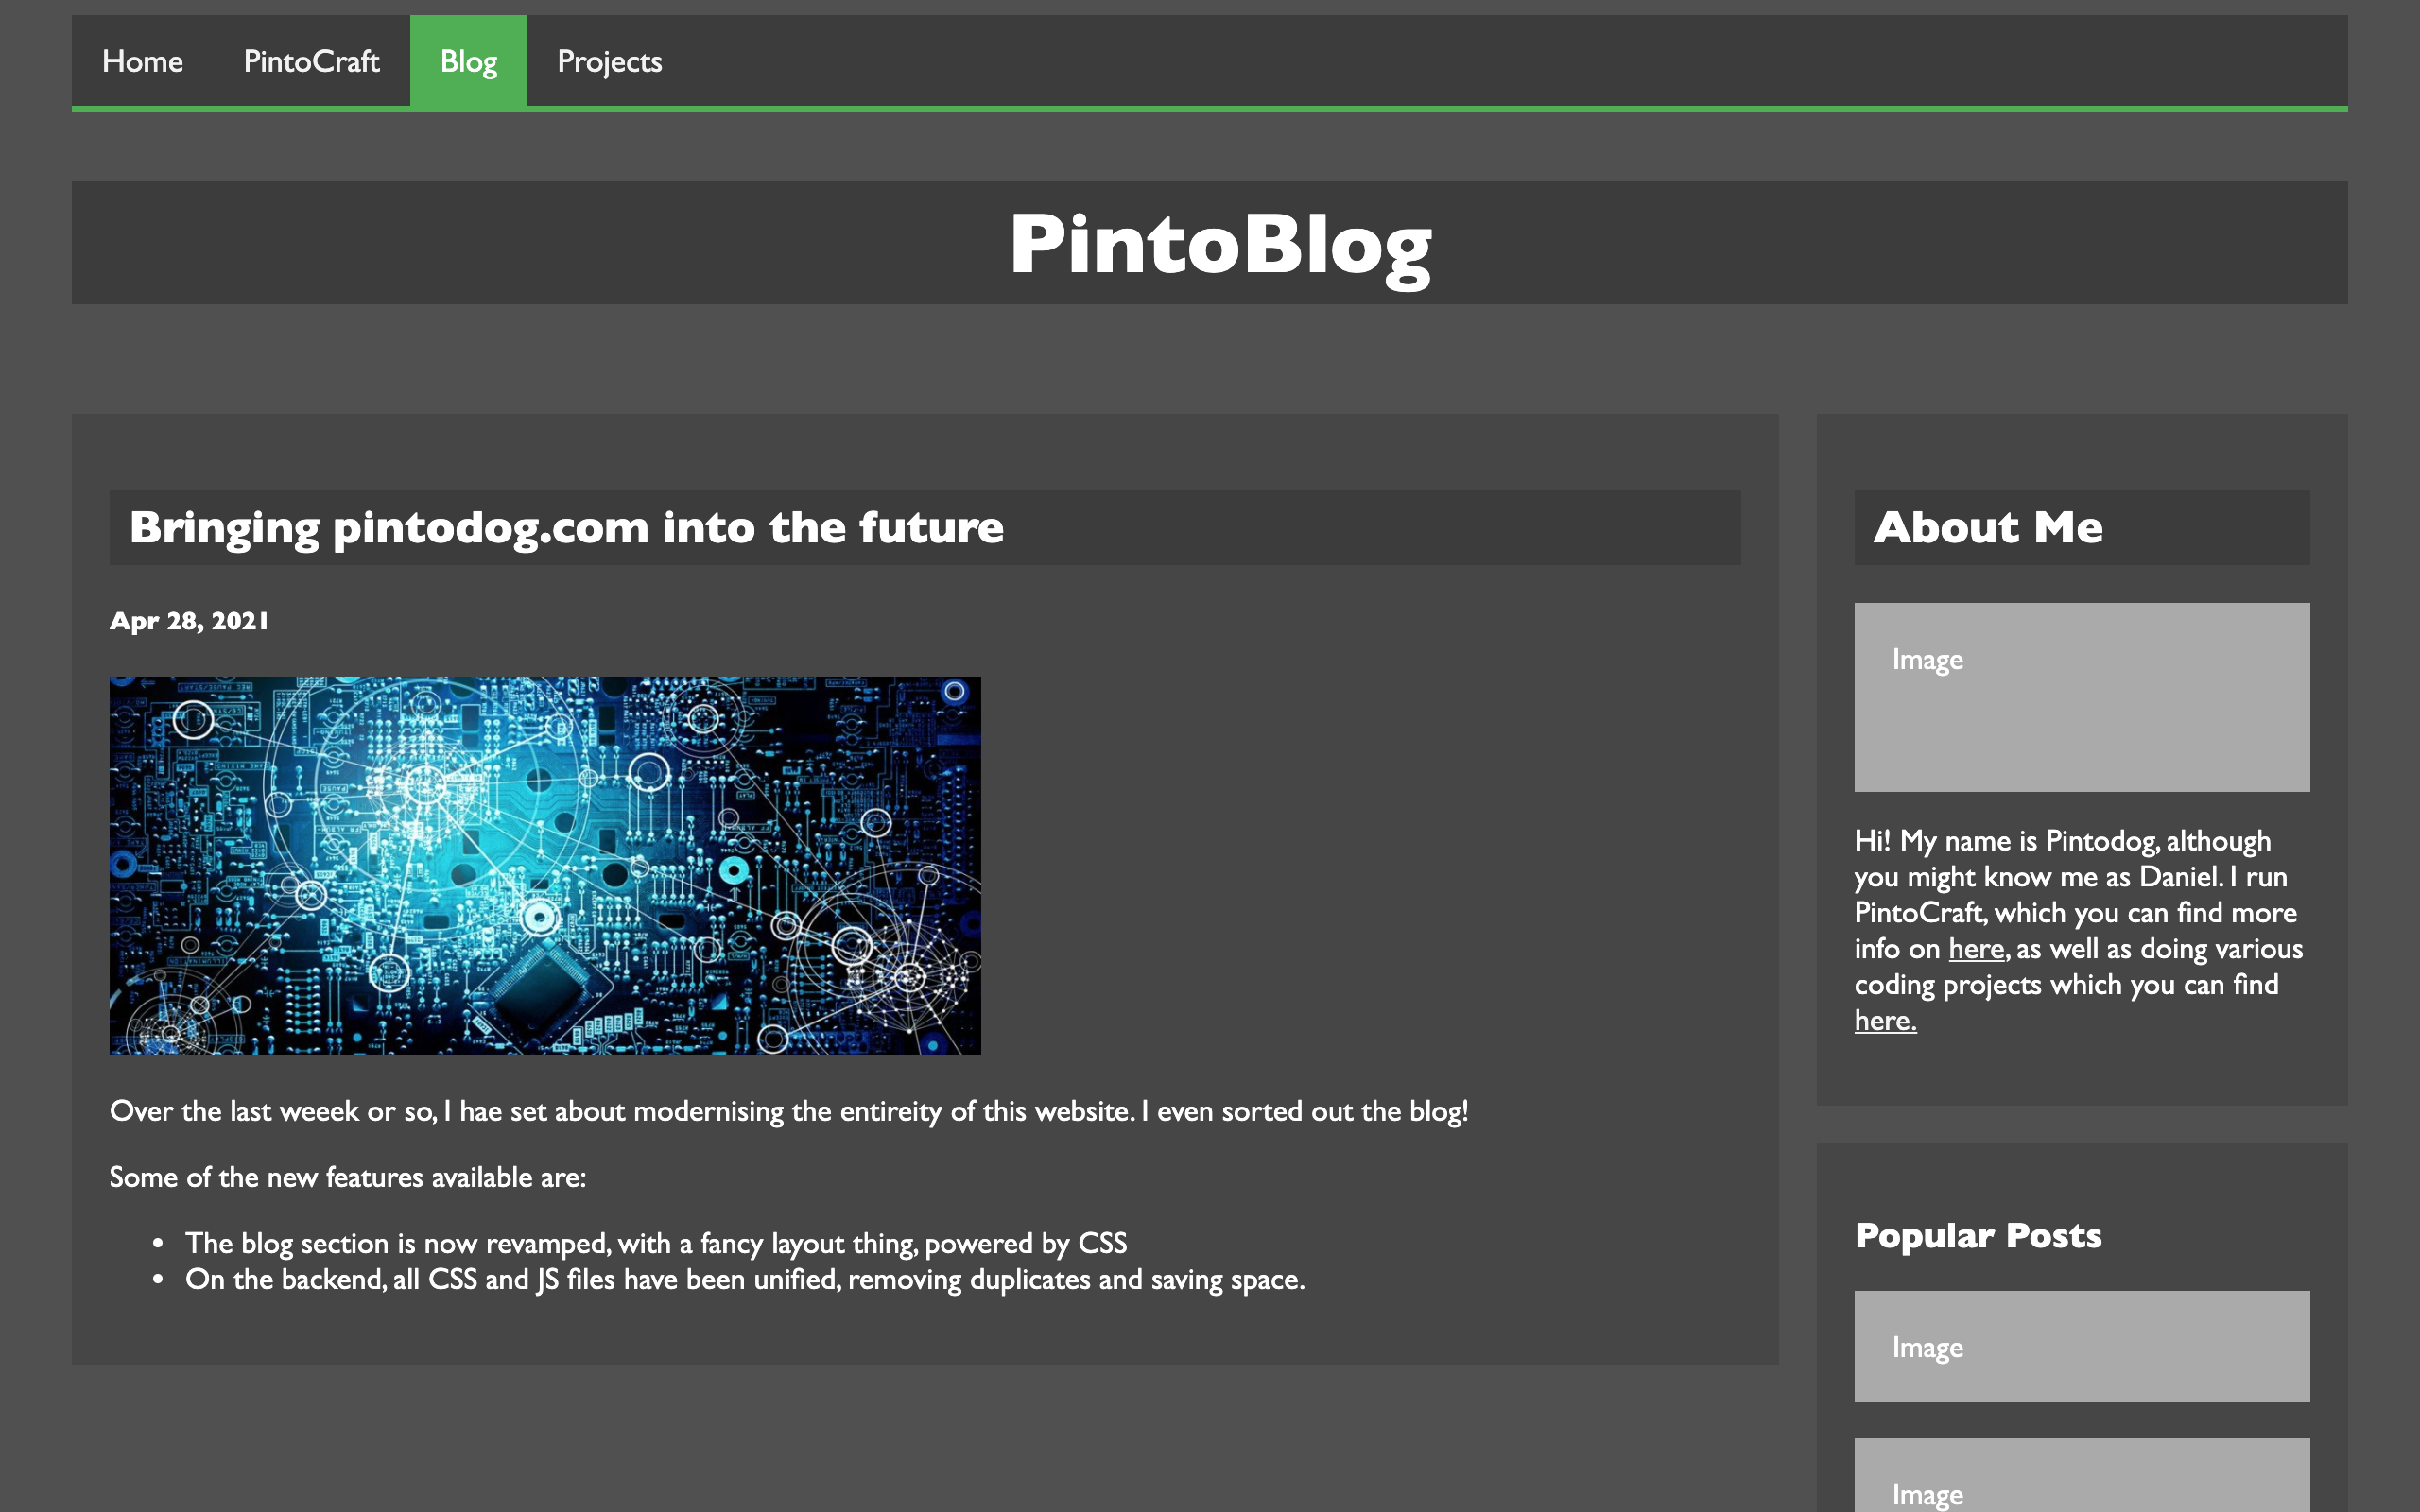 Home PintoCraft Blog Projects
PintoBlog
Bringing pintodog.com into the future
Apr 28, 2021
Over the last weeek or so, I hae set about modernising the entireity of this website. I even sorted out the blog!
Some of the new features available are:
• The blog section is now revamped, with a fancy layout thing, powered by CSS
• On the backend, all CSS and JS files have been unified, removing duplicates and saving space.
About Me
Image
Hi! My name is Pintodog, although
you might know me as Daniel. I run
PintoCraft, which you can find more
info on here, as well as doing various
coding projects which you can find
here.
Popular Posts
Image
Image